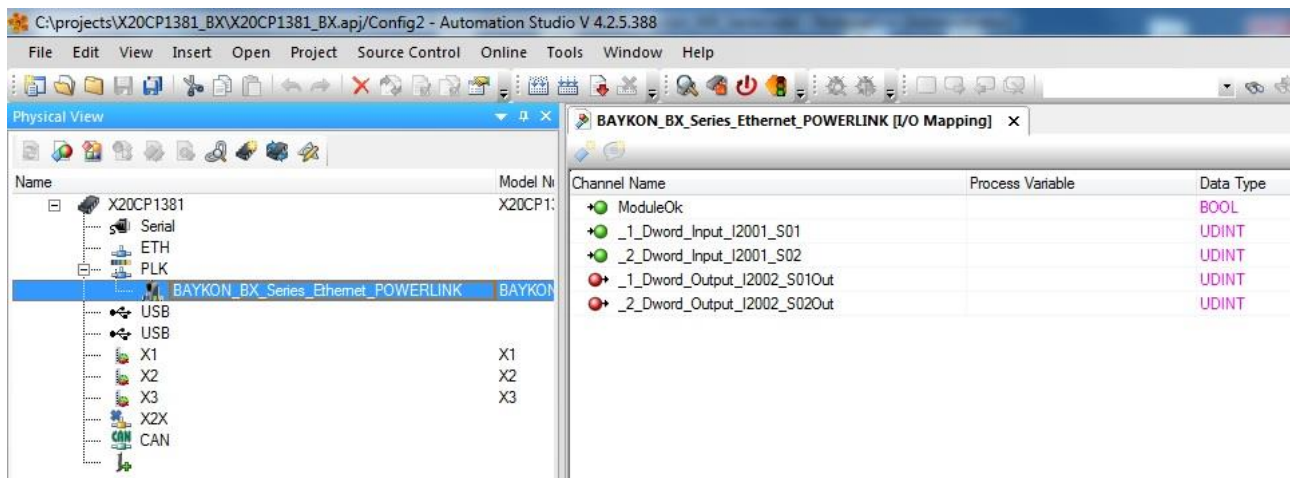 C:\projects\X20CP1381_BX\X20CP1381_BX.apj/Config2 - Automation Studio V 4.2.5.388
File Edit View Insert Open Project Source Control Online Tools Window Help
Physical View
BAYKON_BX_Series_Ethernet_POWERLINK [I/O Mapping]
Name Model N
Channel Name Process Variable Data Type
X20CP1381 X20CP1
Serial
ETH
PLK
BAYKON_BX_Series_Ethernet_POWERLINK BAYKON
USB
USB
X1 X1
X2 X2
X3 X3
X2X
CAN
ModuleOk BOOL
_1_Dword_Input_I2001_S01 UDINT
_2_Dword_Input_I2001_S02 UDINT
_1_Dword_Output_I2002_S01Out UDINT
_2_Dword_Output_I2002_S02Out UDINT